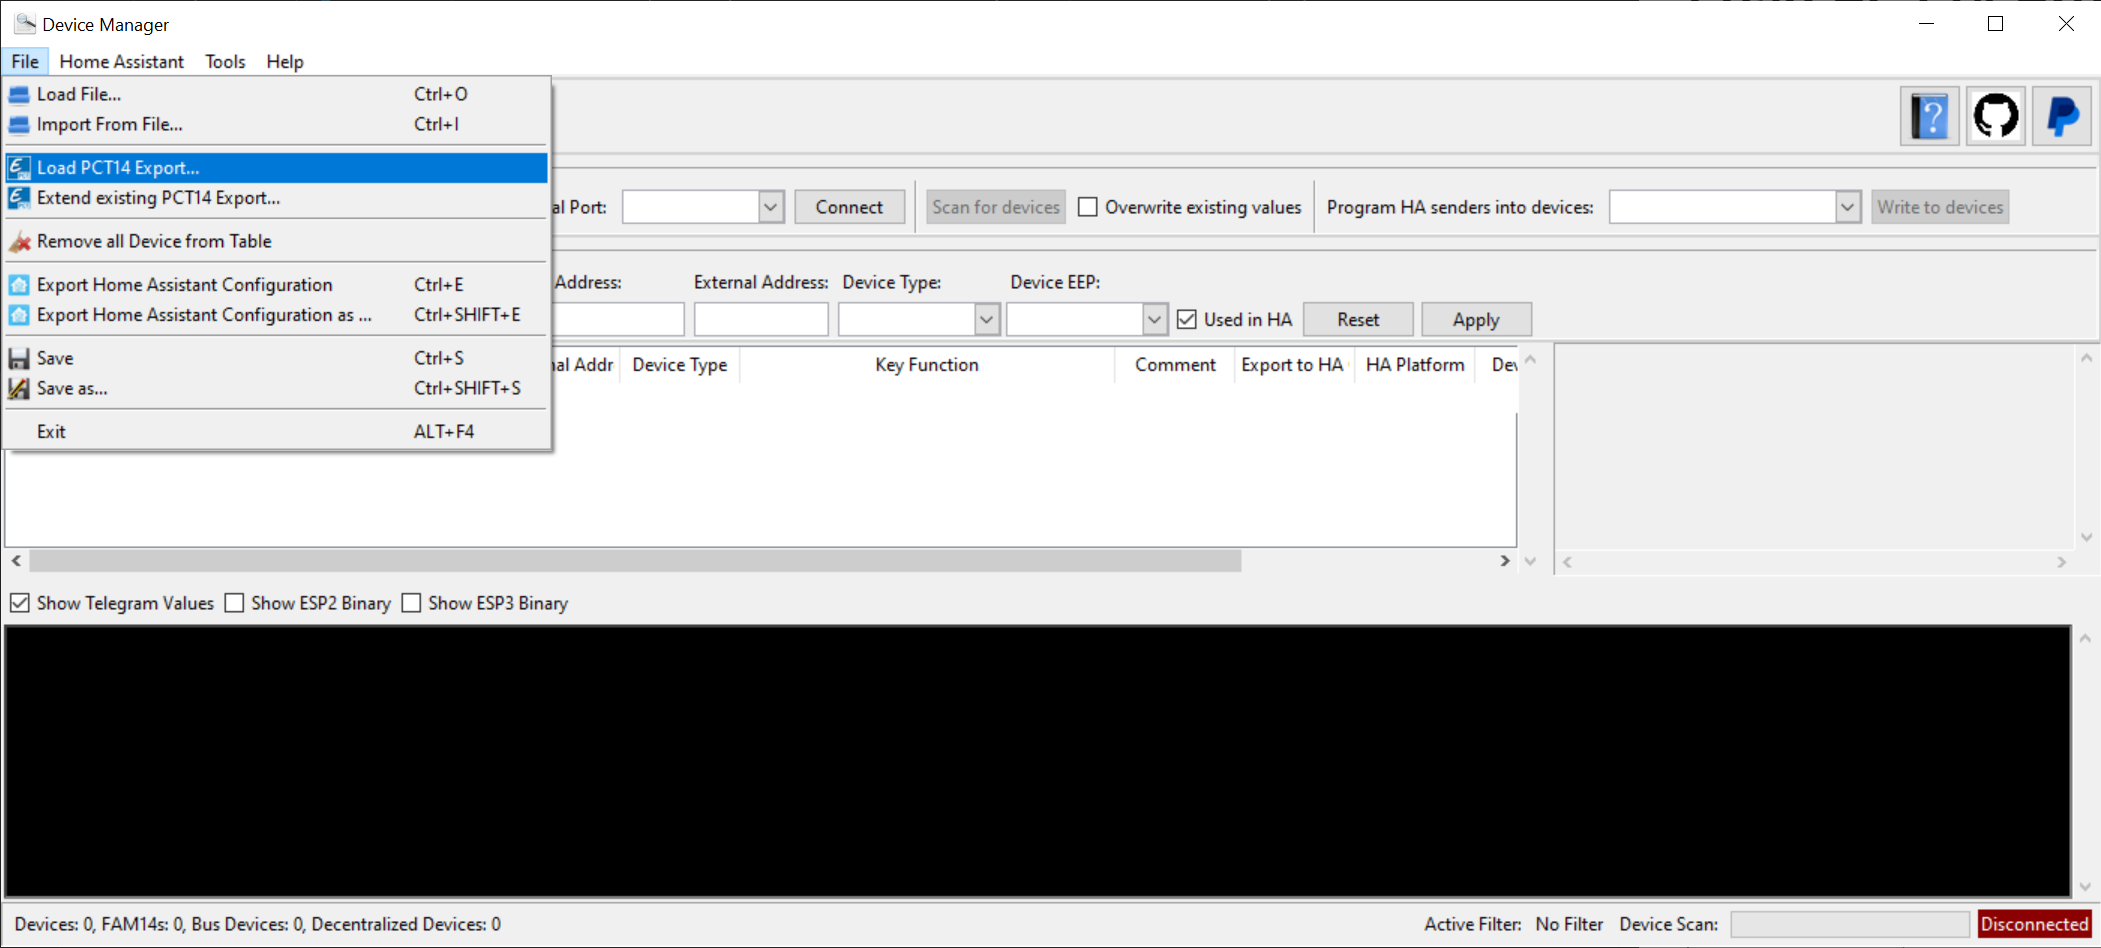 Device Manager
File Home Assistant Tools Help
Load File... Ctrl+O
Import From File... Ctrl+I
Load PCT14 Export...
Extend existing PCT14 Export...
Remove all Device from Table
Export Home Assistant Configuration Ctrl+E
Export Home Assistant Configuration as ... Ctrl+SHIFT+E
Save Ctrl+S
Save as... Ctrl+SHIFT+S
Exit ALT+F4
al Port: Connect Scan for devices Overwrite existing values Program HA senders into devices: Write to devices
Address: External Address: Device Type: Device EEP:
Used in HA Reset Apply
nal Addr Device Type Key Function Comment Export to HA HA Platform Dev
Show Telegram Values Show ESP2 Binary Show ESP3 Binary
Devices: 0, FAM14s: 0, Bus Devices: 0, Decentralized Devices: 0 Active Filter: No Filter Device Scan: Disconnected